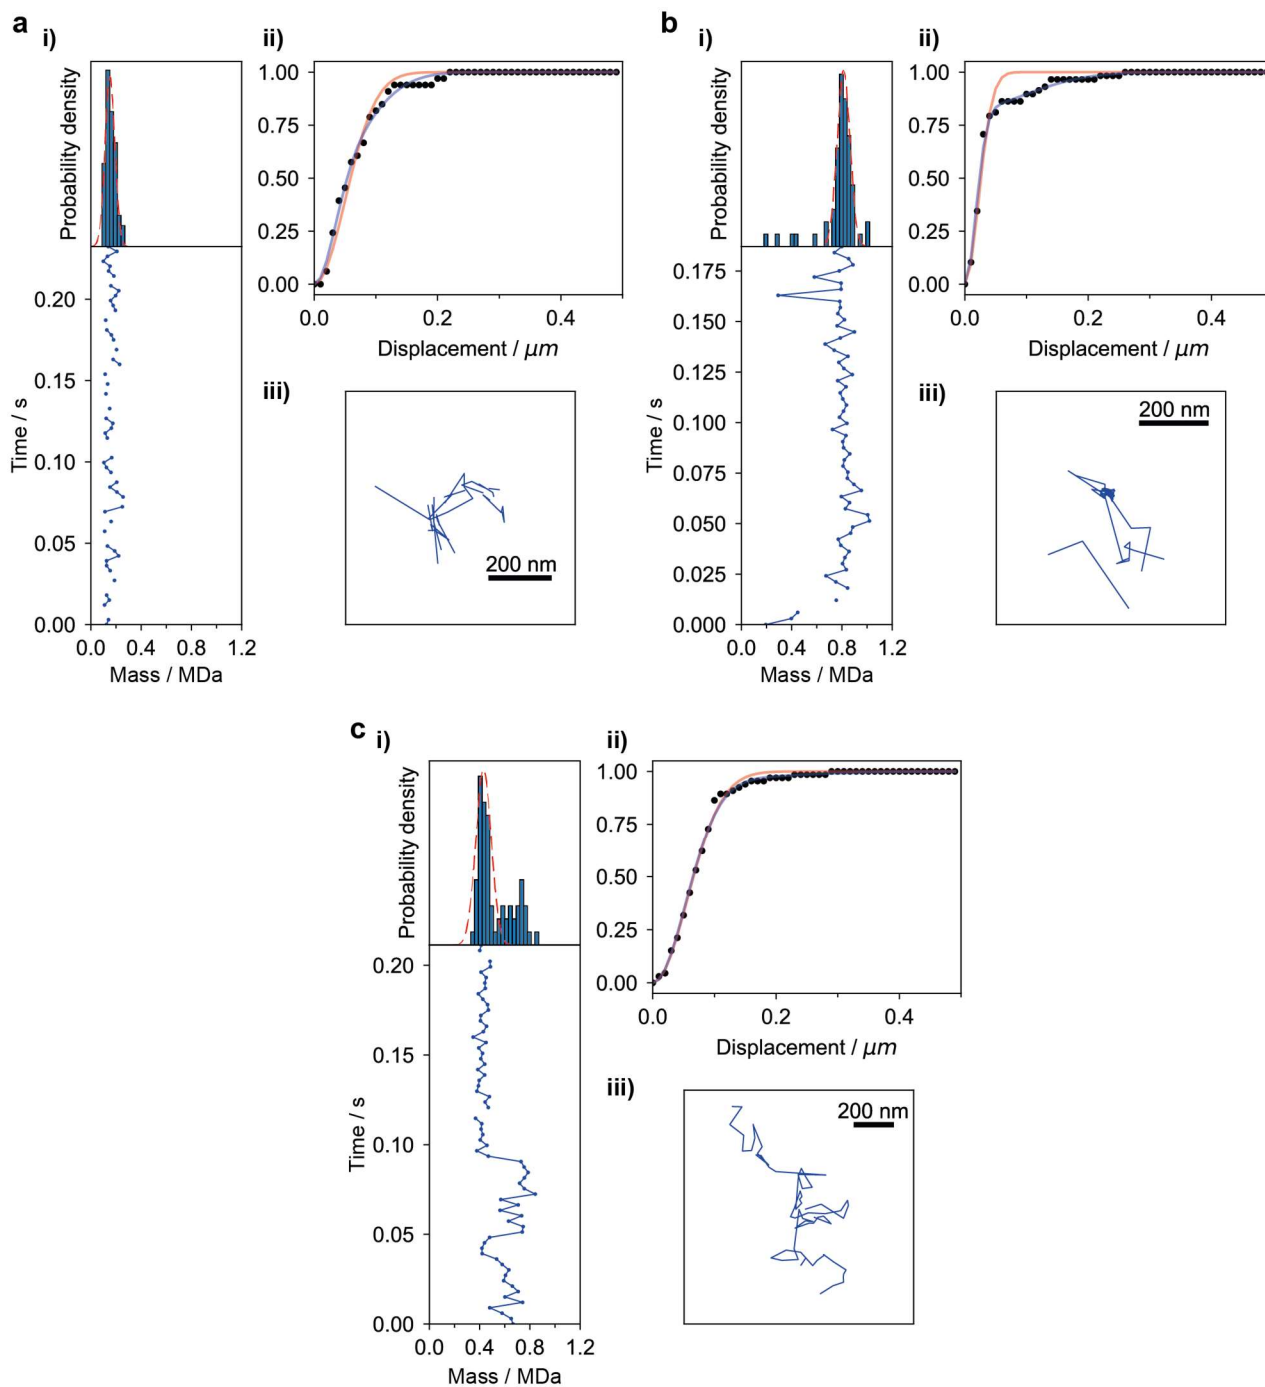 a
i)
Probability density
0.20
0.15
0.10
0.05
0.00
Time / s
0.0 0.4 0.8 1.2
Mass / MDa
ii)
1.00
0.75
0.50
0.25
0.00
0.0 0.2 0.4
Displacement / μm
iii)
200 nm
b
i)
Probability density
0.175
0.150
0.125
0.100
0.075
0.050
0.025
0.000
Time / s
0.0 0.4 0.8 1.2
Mass / MDa
ii)
1.00
0.75
0.50
0.25
0.00
0.0 0.2 0.4
Displacement / μm
iii)
200 nm
c
i)
Probability density
0.20
0.15
0.10
0.05
0.00
Time / s
0.0 0.4 0.8 1.2
Mass / MDa
ii)
1.00
0.75
0.50
0.25
0.00
0.0 0.2 0.4
Displacement / μm
iii)
200 nm